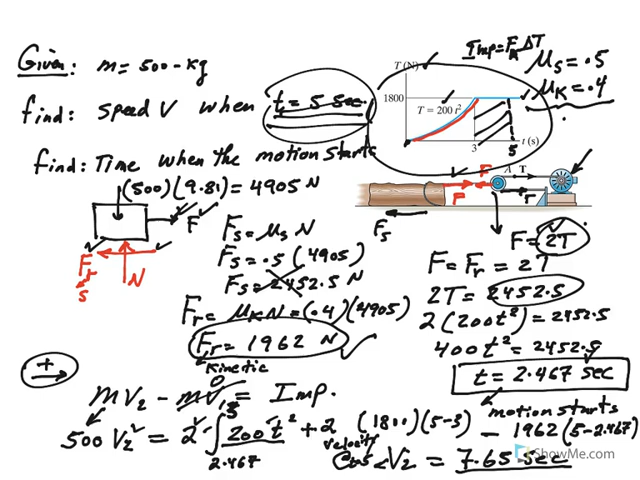 Given: m = 500-kg
Imp = F ΔT
T (N)
μs = .5
μk = .4
1800
T = 200 t²
3
5
t (s)
find: speed V when t = 5 sec
find: Time when the motion starts
(500)(9.81) = 4905 N
F
Fr
s
N
F
F
A
T
T
Fs
Fs = μs N
Fs = .5 (4905)
Fs = 2452.5 N
Fr = μk N = (.4)(4905)
Fr = 1962 N
kinetic
F = 2T
F = Fr = 2T
2T = 2452.5
2(200t²) = 2452.5
400t² = 2452.5
t = 2.467 sec
motion starts
+
→
mV2 - mV1 = Imp.
0
500 V2 = 2 ∫ 200 t² + 2 (1800)(5-3) - 1962 (5-2.467)
3
2.467
velocity
V2 = 7.65 sec
ShowMe.com